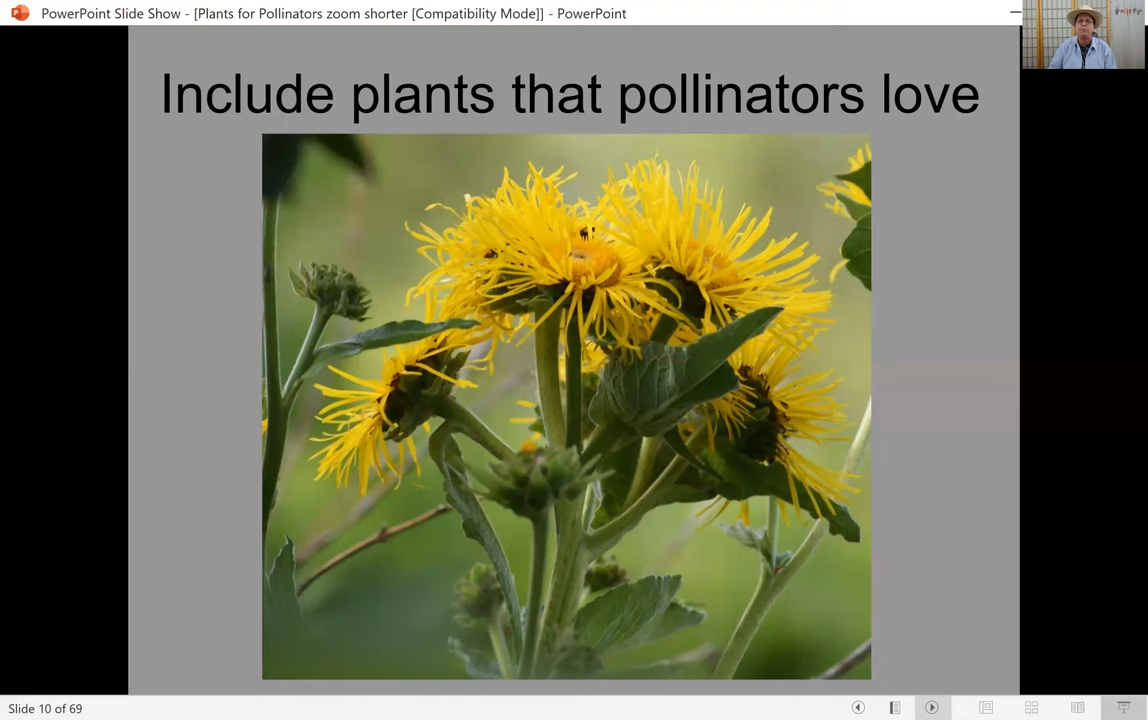 PowerPoint Slide Show - [Plants for Pollinators zoom shorter [Compatibility Mode]] - PowerPoint
Include plants that pollinators love
Slide 10 of 69